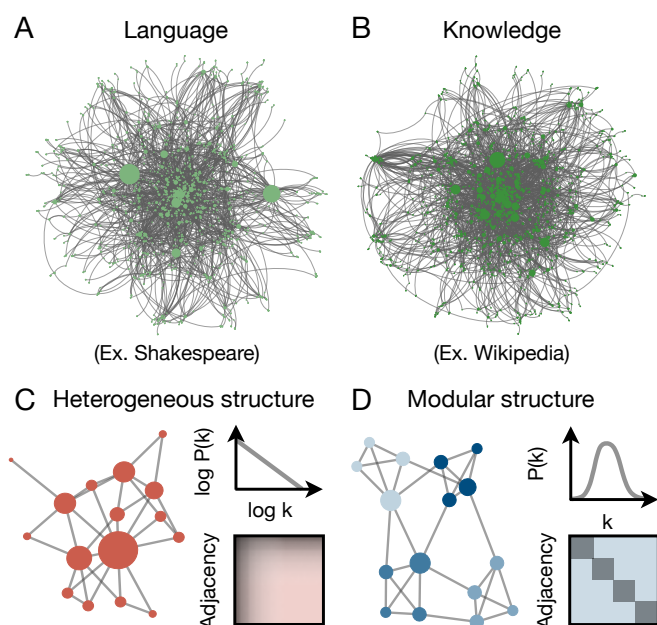 A Language
B Knowledge
(Ex. Shakespeare)
(Ex. Wikipedia)
C Heterogeneous structure
log P(k)
log k
Adjacency
D Modular structure
P(k)
k
Adjacency